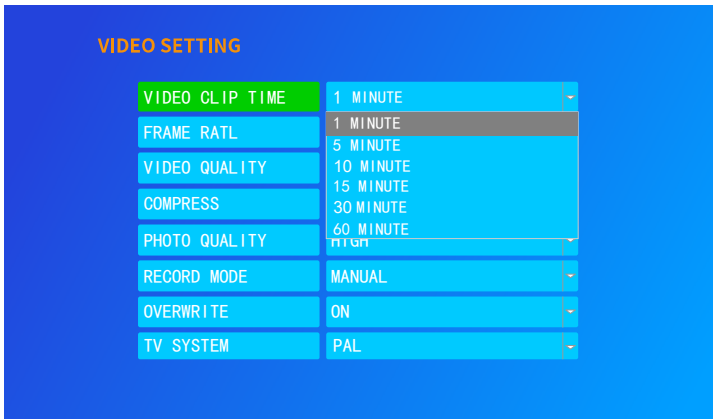 VIDEO SETTING
VIDEO CLIP TIME 1 MINUTE
FRAME RATL 1 MINUTE
5 MINUTE
VIDEO QUALITY 10 MINUTE
15 MINUTE
COMPRESS 30 MINUTE
60 MINUTE
PHOTO QUALITY HIGH
RECORD MODE MANUAL
OVERWRITE ON
TV SYSTEM PAL